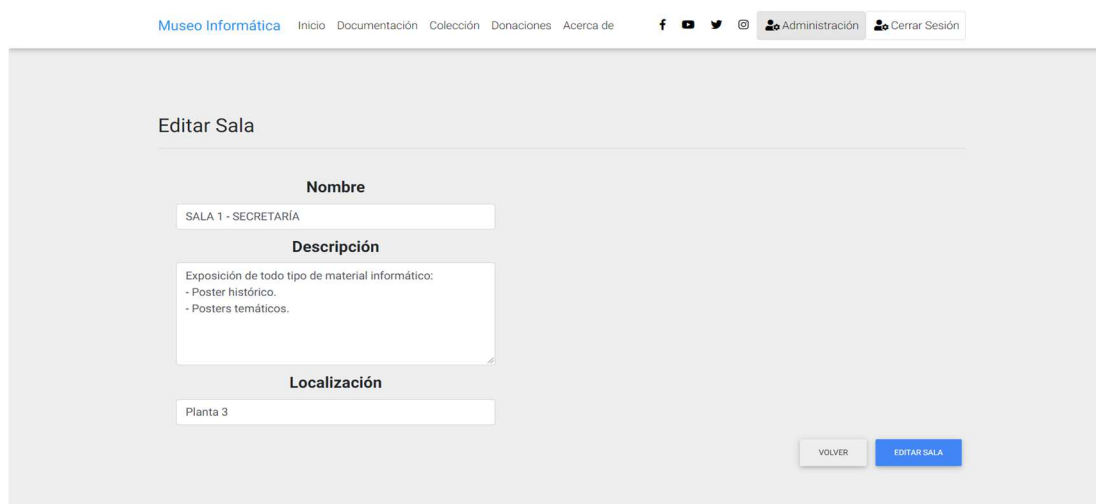 Museo Informática Inicio Documentación Colección Donaciones Acerca de Administración Cerrar Sesión
Editar Sala
Nombre
SALA 1 - SECRETARÍA
Descripción
Exposición de todo tipo de material informático:
- Poster histórico.
- Posters temáticos.
Localización
Planta 3
VOLVER EDITAR SALA